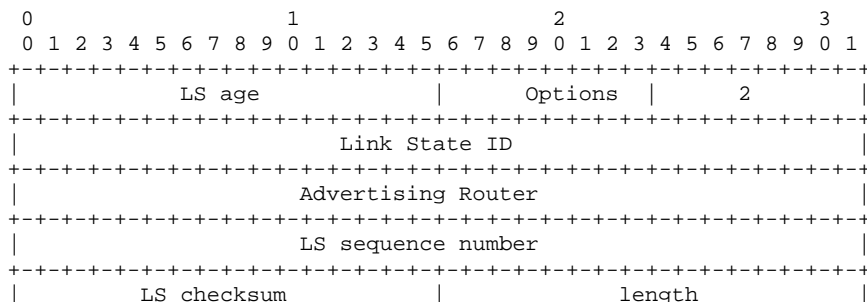 0                   1                   2                   3
0 1 2 3 4 5 6 7 8 9 0 1 2 3 4 5 6 7 8 9 0 1 2 3 4 5 6 7 8 9 0 1
+-+-+-+-+-+-+-+-+-+-+-+-+-+-+-+-+-+-+-+-+-+-+-+-+-+-+-+-+-+-+-+-+
|            LS age             |      Options  |      2        |
+-+-+-+-+-+-+-+-+-+-+-+-+-+-+-+-+-+-+-+-+-+-+-+-+-+-+-+-+-+-+-+-+
|                        Link State ID                          |
+-+-+-+-+-+-+-+-+-+-+-+-+-+-+-+-+-+-+-+-+-+-+-+-+-+-+-+-+-+-+-+-+
|                     Advertising Router                        |
+-+-+-+-+-+-+-+-+-+-+-+-+-+-+-+-+-+-+-+-+-+-+-+-+-+-+-+-+-+-+-+-+
|                     LS sequence number                        |
+-+-+-+-+-+-+-+-+-+-+-+-+-+-+-+-+-+-+-+-+-+-+-+-+-+-+-+-+-+-+-+-+
|         LS checksum           |             length            |